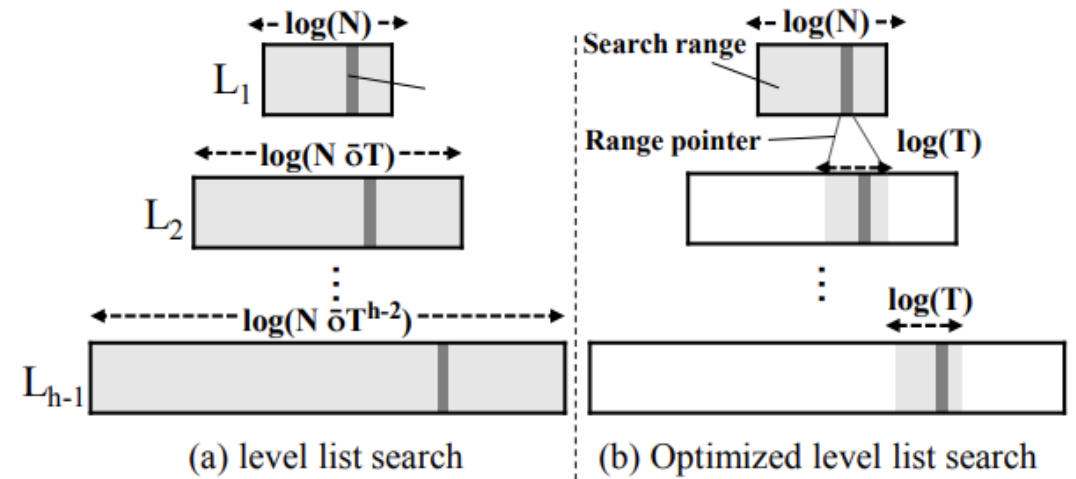 log(N)
L1
log(N ōT)
L2
⋮
log(N ōT^h-2)
Lh-1
(a) level list search
log(N)
Search range
Range pointer
log(T)
⋮
log(T)
(b) Optimized level list search